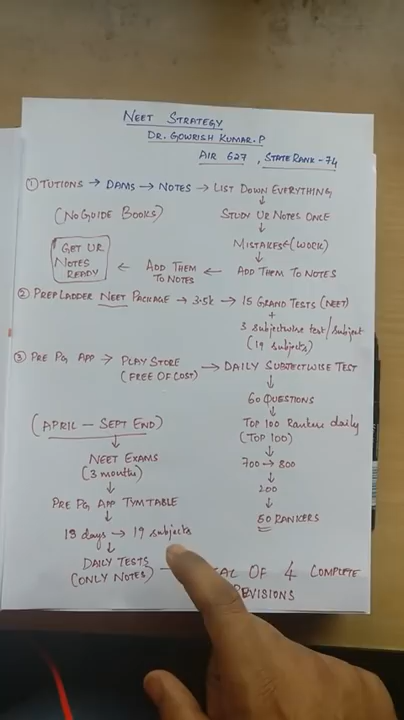 NEET STRATEGY
DR. GOWRISH KUMAR.P
AIR 627, STATE RANK - 74
① TUTIONS → DAMS → NOTES → LIST DOWN EVERYTHING
(NO GUIDE BOOKS)
STUDY UR NOTES ONCE
MISTAKES ← (WORK)
ADD THEM TO NOTES
← ADD THEM TO NOTES ←
GET UR
NOTES
READY
② PREPLADDER NEET PACKAGE → 3.5k → 15 GRAND TESTS (NEET)
+
3 subjectwise test/subject
(19 subjects)
③ PRE PG APP → PLAY STORE → DAILY SUBJECTWISE TEST
(FREE OF COST)
60 QUESTIONS
TOP 100 Rankers daily
(TOP 100)
700 → 800
200
50 RANKERS
(APRIL - SEPT END)
NEET EXAMS
(3 months)
PRE PG APP TYMTABLE
19 subjects
DAILY TESTS
(ONLY NOTES)
OF 4 COMPLETE